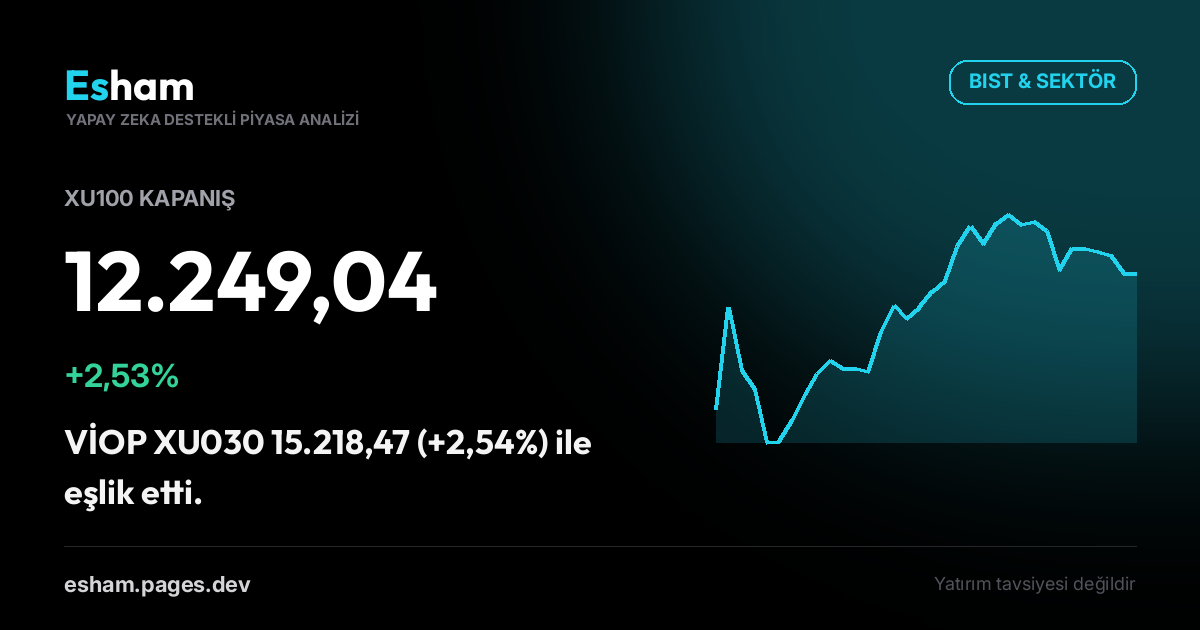 Esham
BIST & SEKTÖR
YAPAY ZEKA DESTEKLİ PİYASA ANALİZİ
XU100 KAPANIŞ
12.249,04
+2,53%
VİOP XU030 15.218,47 (+2,54%) ile
eşlik etti.
esham.pages.dev
Yatırım tavsiyesi değildir